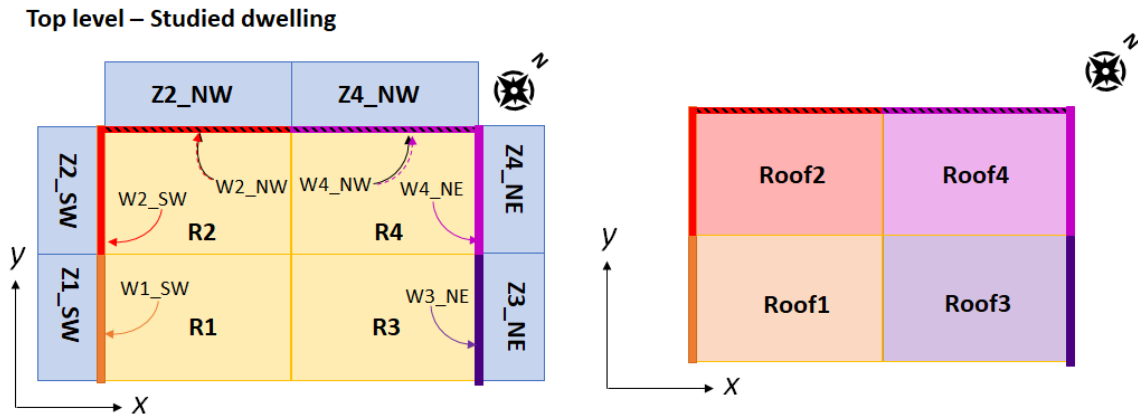 Top level – Studied dwelling
N
Z2_NW
Z4_NW
Z2_SW
Z4_NE
W2_SW
W2_NW
W4_NW
W4_NE
R2
R4
Z1_SW
Z3_NE
W1_SW
W3_NE
R1
R3
y
x
N
Roof2
Roof4
Roof1
Roof3
y
x